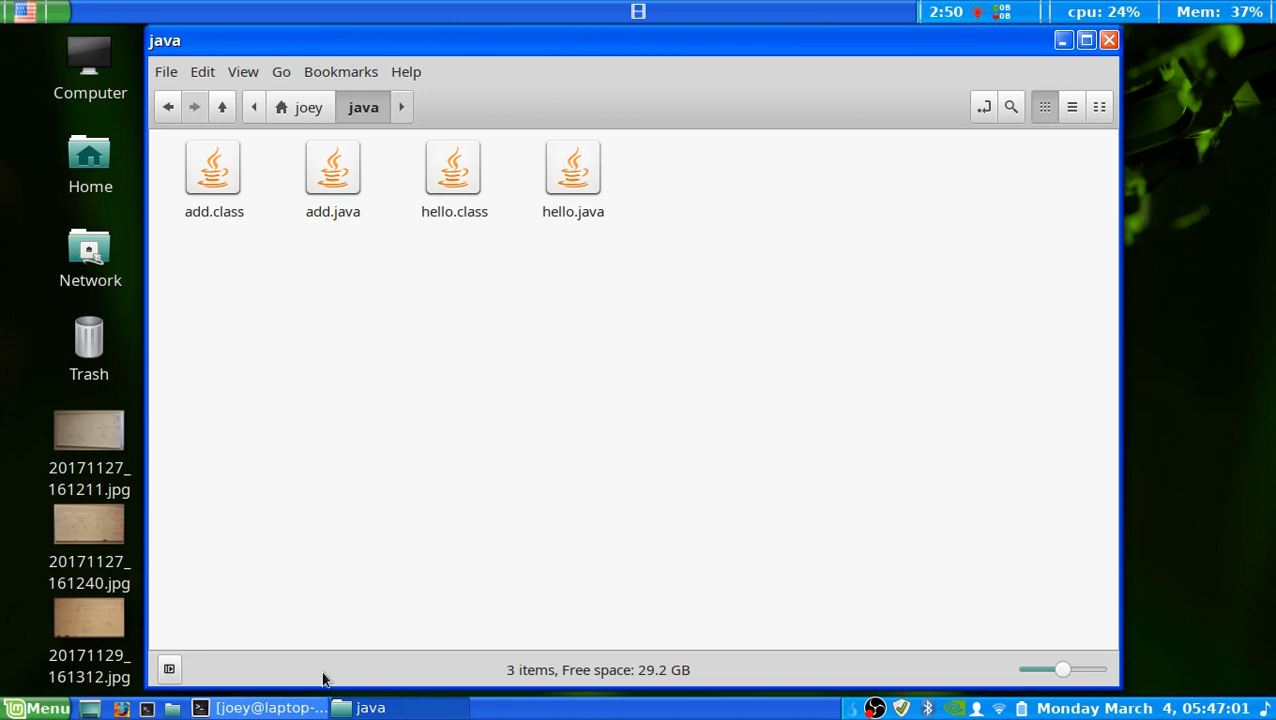 2:50 0B 0B cpu: 24% Mem: 37%
java
File Edit View Go Bookmarks Help
joey java
Computer
Home
Network
Trash
20171127_
161211.jpg
20171127_
161240.jpg
20171129_
161312.jpg
add.class add.java hello.class hello.java
3 items, Free space: 29.2 GB
Menu [joey@laptop-... java Monday March 4, 05:47:01